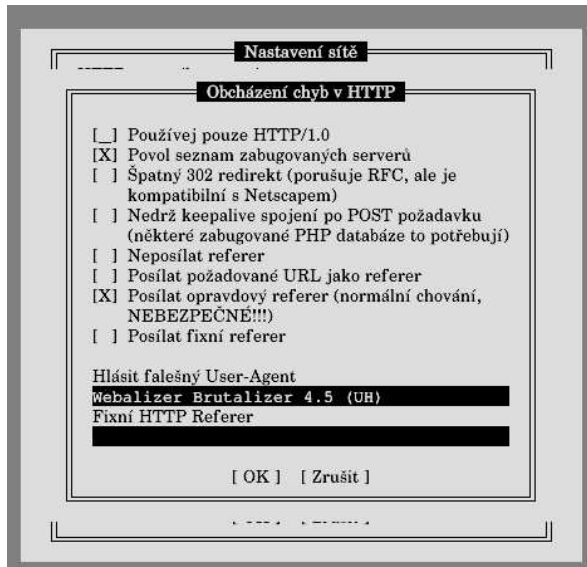 Nastavení sítě
Obcházení chyb v HTTP
[_] Používej pouze HTTP/1.0
[X] Povol seznam zabugovaných serverů
[ ] Špatný 302 redirekt (porušuje RFC, ale je
kompatibilní s Netscapem)
[ ] Nedrž keepalive spojení po POST požadavku
(některé zabugované PHP databáze to potřebují)
[ ] Neposílat referer
[ ] Posílat požadované URL jako referer
[X] Posílat opravdový referer (normální chování,
NEBEZPEČNÉ!!!)
[ ] Posílat fixní referer
Hlásit falešný User-Agent
Webalizer Brutalizer 4.5 (UH)
Fixní HTTP Referer
[ OK ] [ Zrušit ]